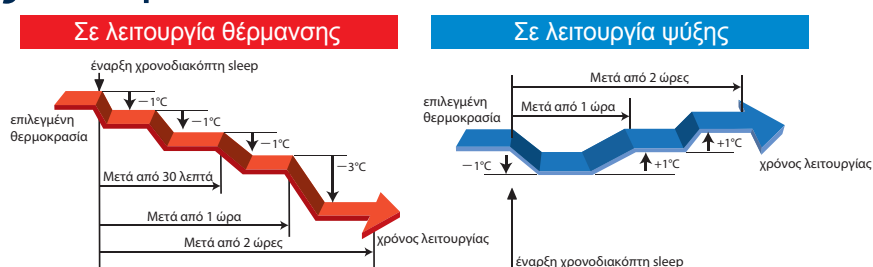 Σε λειτουργία θέρμανσης
έναρξη χρονοδιακόπτη sleep
επιλεγμένη
θερμοκρασία
−1°C
−1°C
−1°C
−3°C
Μετά από 30 λεπτά
Μετά από 1 ώρα
Μετά από 2 ώρες
χρόνος λειτουργίας
Σε λειτουργία ψύξης
Μετά από 2 ώρες
επιλεγμένη
θερμοκρασία
Μετά από 1 ώρα
−1°C
+1°C
+1°C
χρόνος λειτουργίας
έναρξη χρονοδιακόπτη sleep